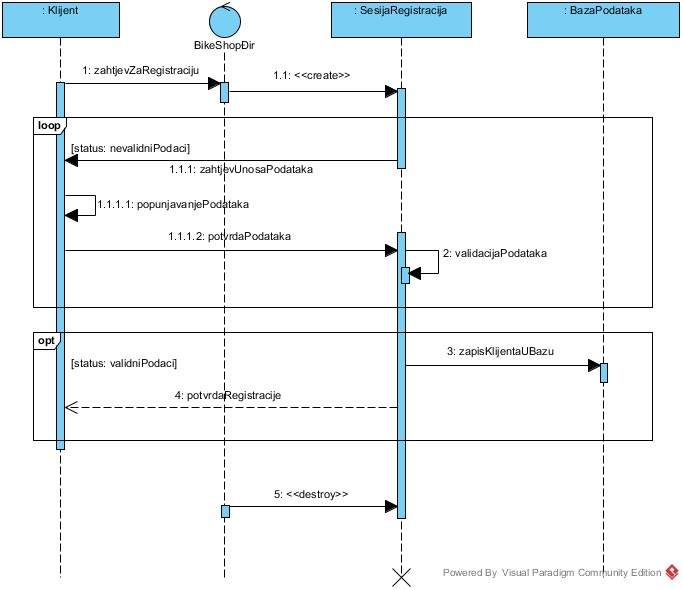 : Klijent
BikeShopĐir
: SesijaRegistracija
: BazaPodataka
1: zahtjevZaRegistraciju
1.1: <<create>>
loop
[status: nevalidniPodaci]
1.1.1: zahtjevUnosaPodataka
1.1.1.1: popunjavanjePodataka
1.1.1.2: potvrdaPodataka
2: validacijaPodataka
opt
[status: validniPodaci]
3: zapisKlijentaUBazu
4: potvrdaRegistracije
5: <<destroy>>
Powered By Visual Paradigm Community Edition